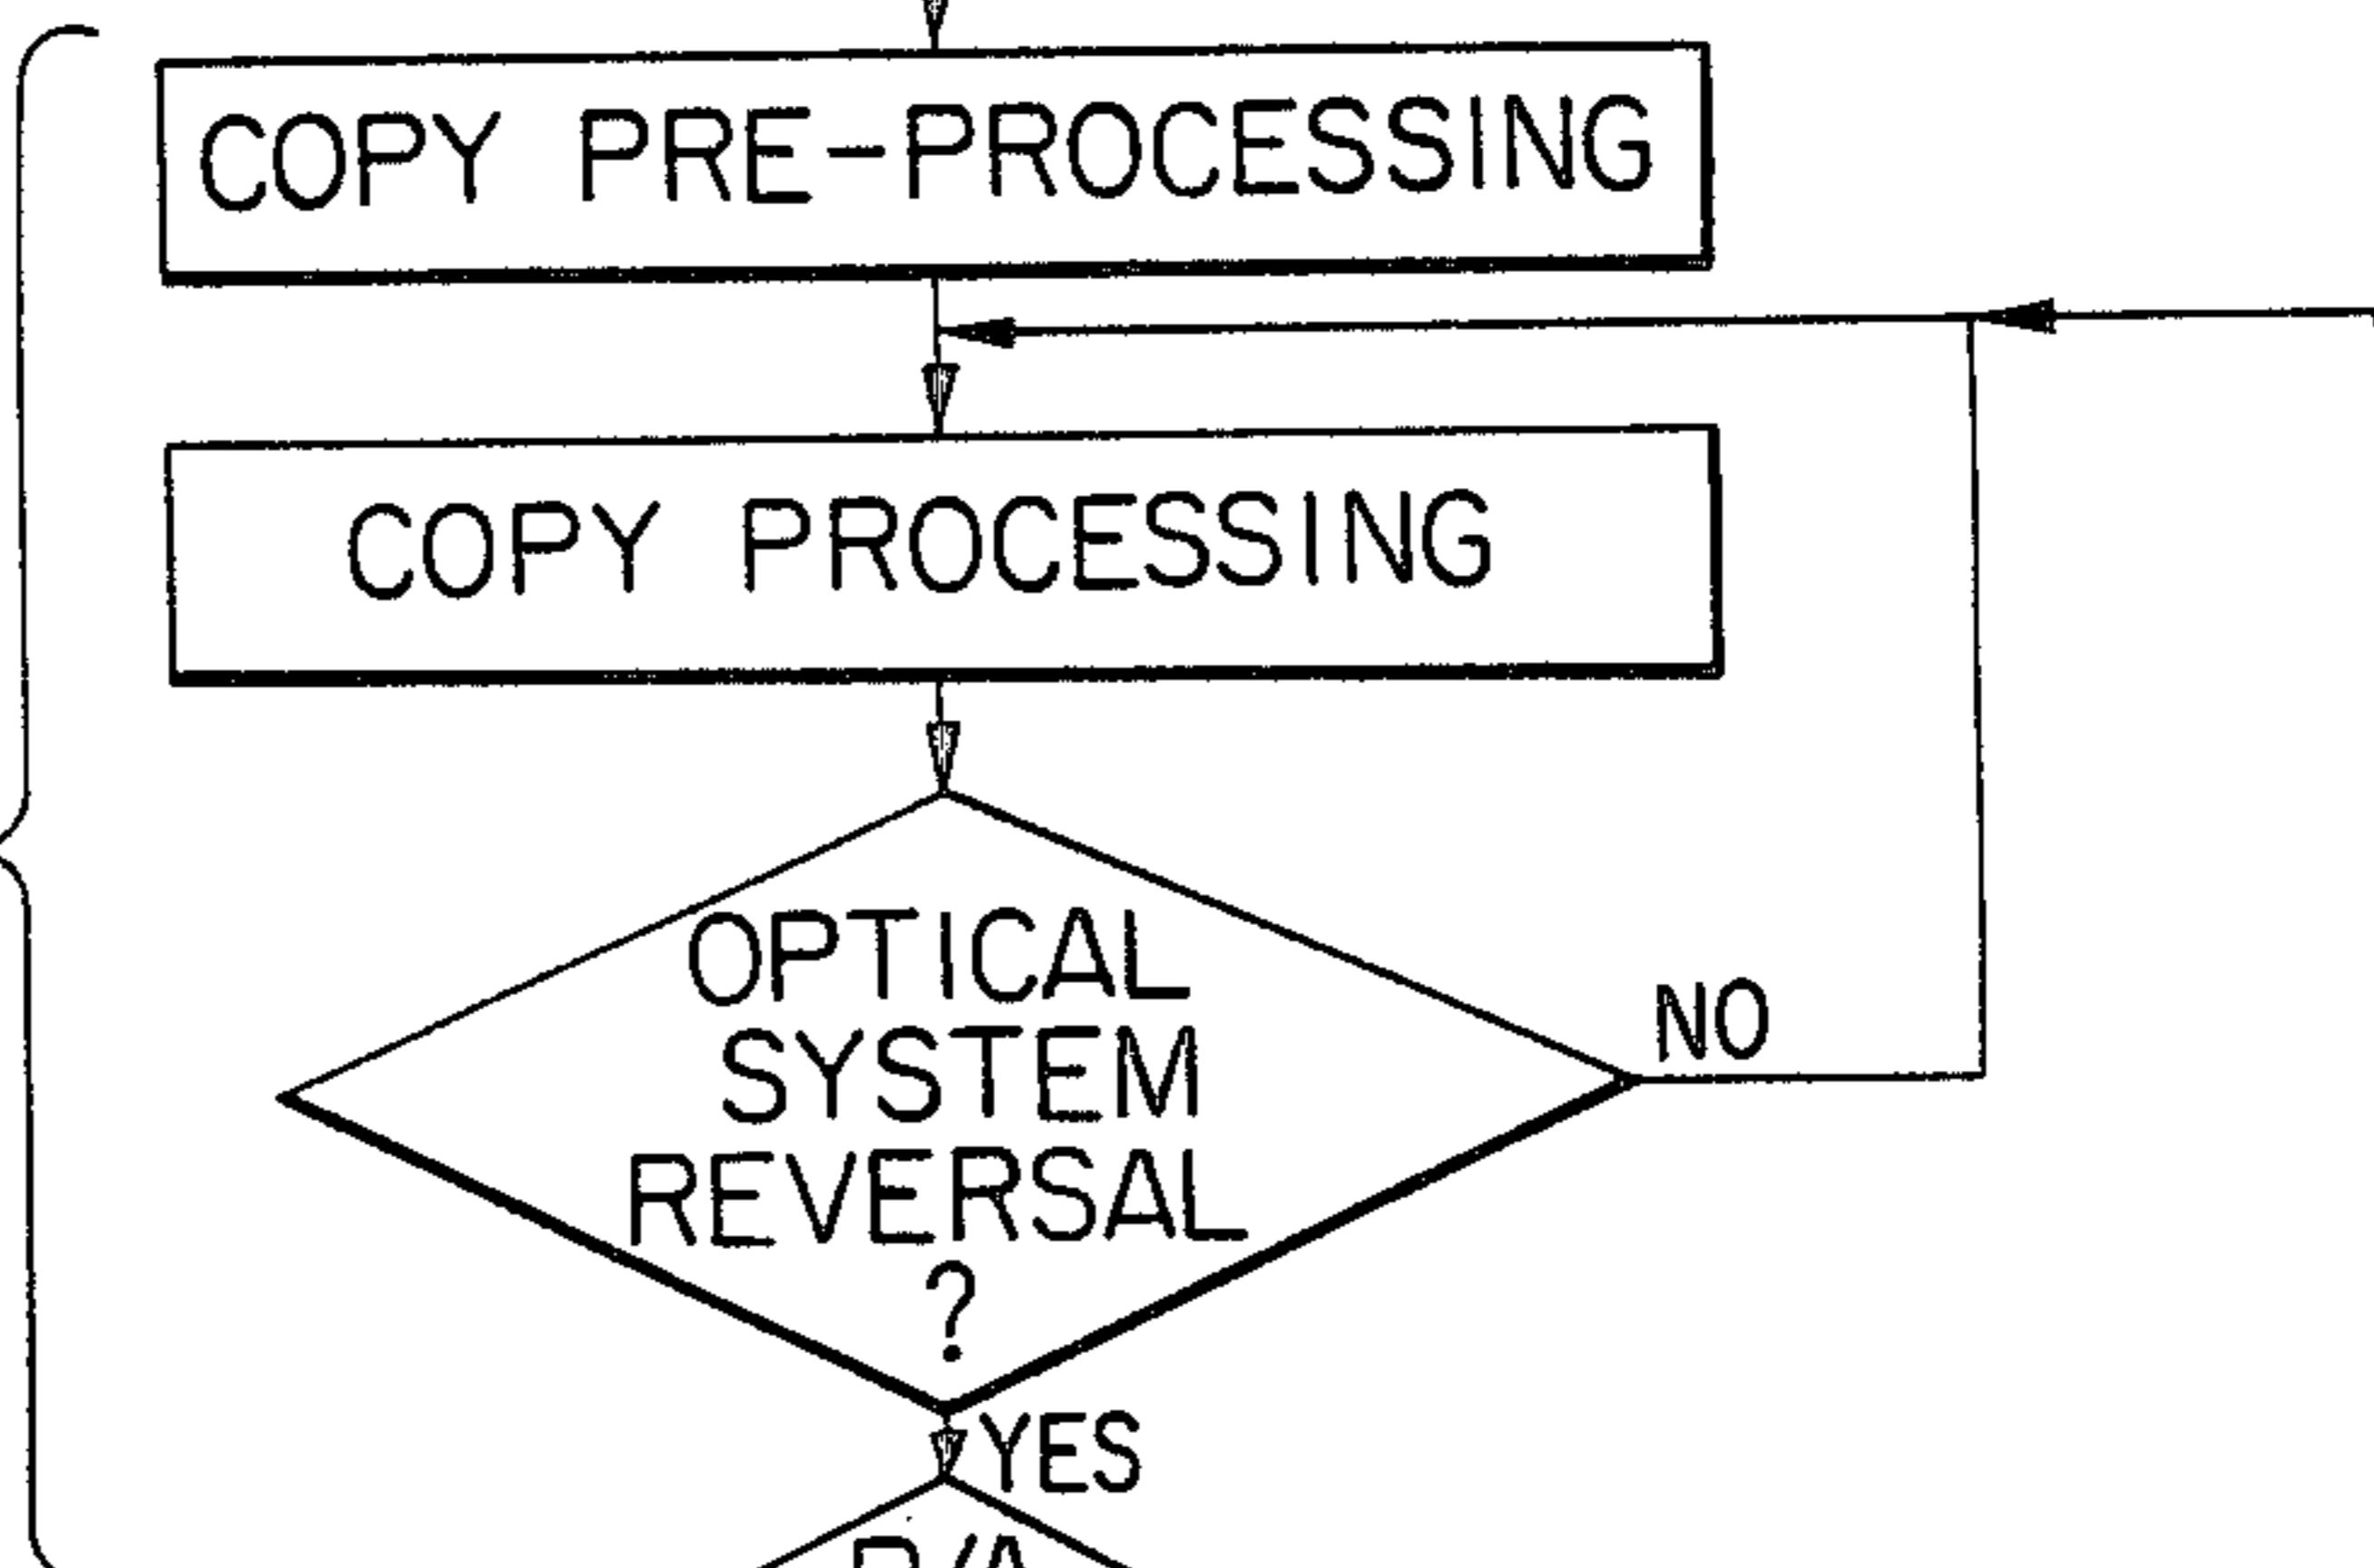 COPY PRE-PROCESSING
COPY PROCESSING
OPTICAL
SYSTEM
REVERSAL
?
NO
YES